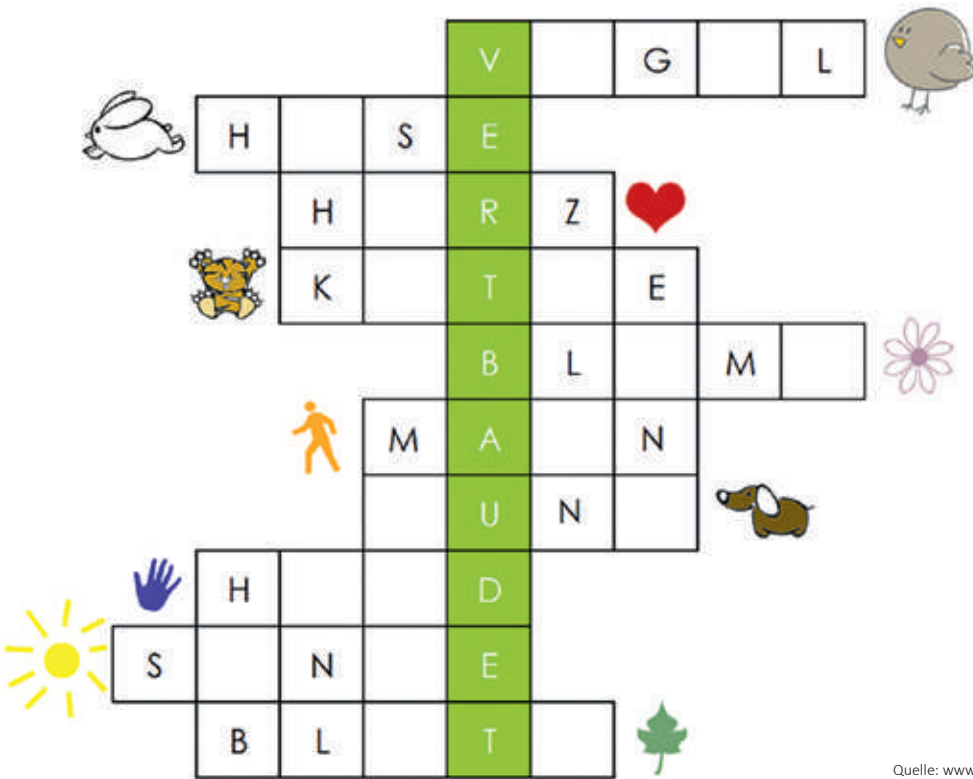 V G L
H S E
H R Z
K T E
B L M
M A N
U N
H D
S N E
B L T
Quelle: www